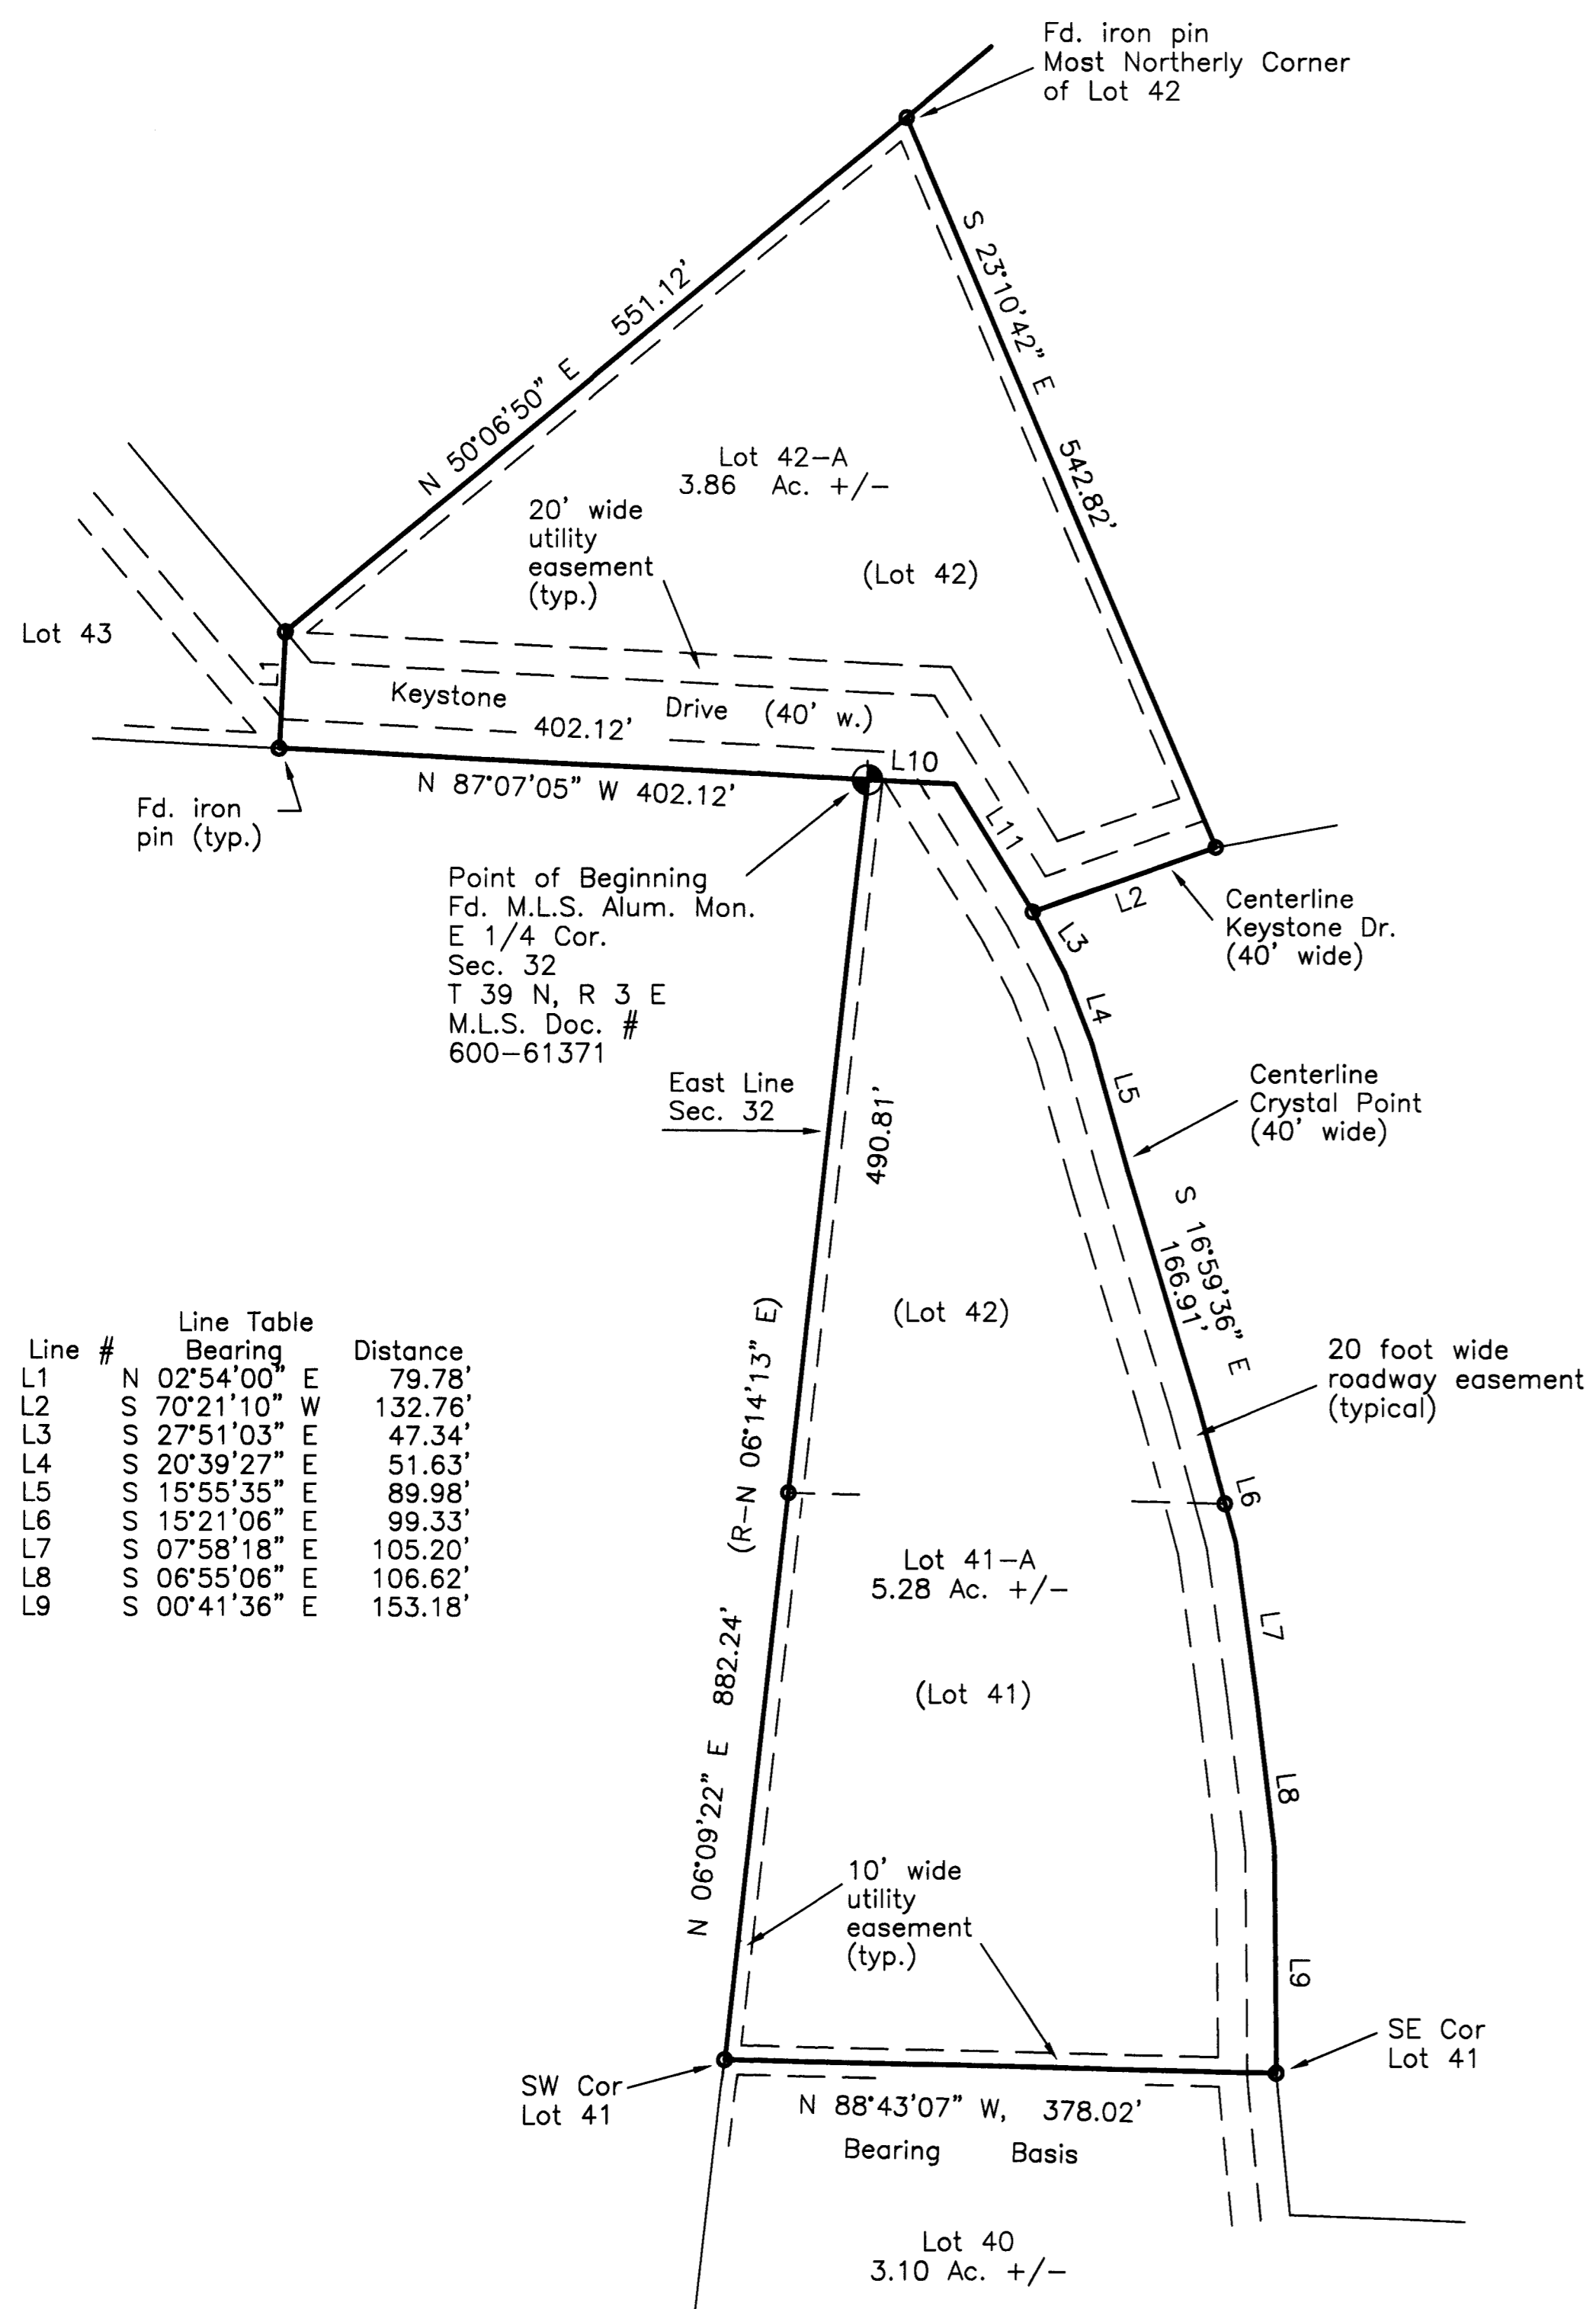 Fd. iron pin
Most Northerly Corner
of Lot 42
S 23°10'42" E 542.82'
N 50°06'50" E 551.12'
Lot 42-A
3.86 Ac. +/-
20' wide
utility
easement
(typ.)
(Lot 42)
Lot 43
L1
Keystone Drive (40' w.)
402.12'
L10
N 87°07'05" W 402.12'
Fd. iron
pin (typ.)
L11
L2
Centerline
Keystone Dr.
(40' wide)
Point of Beginning
Fd. M.L.S. Alum. Mon.
E 1/4 Cor.
Sec. 32
T 39 N, R 3 E
M.L.S. Doc. #
600-61371
L3
L4
L5
East Line
Sec. 32
490.81'
Centerline
Crystal Point
(40' wide)
S 16°59'36" E
166.91'
(Lot 42)
(R-N 06°14'13" E)
20 foot wide
roadway easement
(typical)
L6
Line Table
Line # Bearing Distance
L1 N 02°54'00" E 79.78'
L2 S 70°21'10" W 132.76'
L3 S 27°51'03" E 47.34'
L4 S 20°39'27" E 51.63'
L5 S 15°55'35" E 89.98'
L6 S 15°21'06" E 99.33'
L7 S 07°58'18" E 105.20'
L8 S 06°55'06" E 106.62'
L9 S 00°41'36" E 153.18'
Lot 41-A
5.28 Ac. +/-
L7
(Lot 41)
N 06°09'22" E 882.24'
L8
10' wide
utility
easement
(typ.)
L9
SE Cor
Lot 41
SW Cor
Lot 41
N 88°43'07" W, 378.02'
Bearing Basis
Lot 40
3.10 Ac. +/-